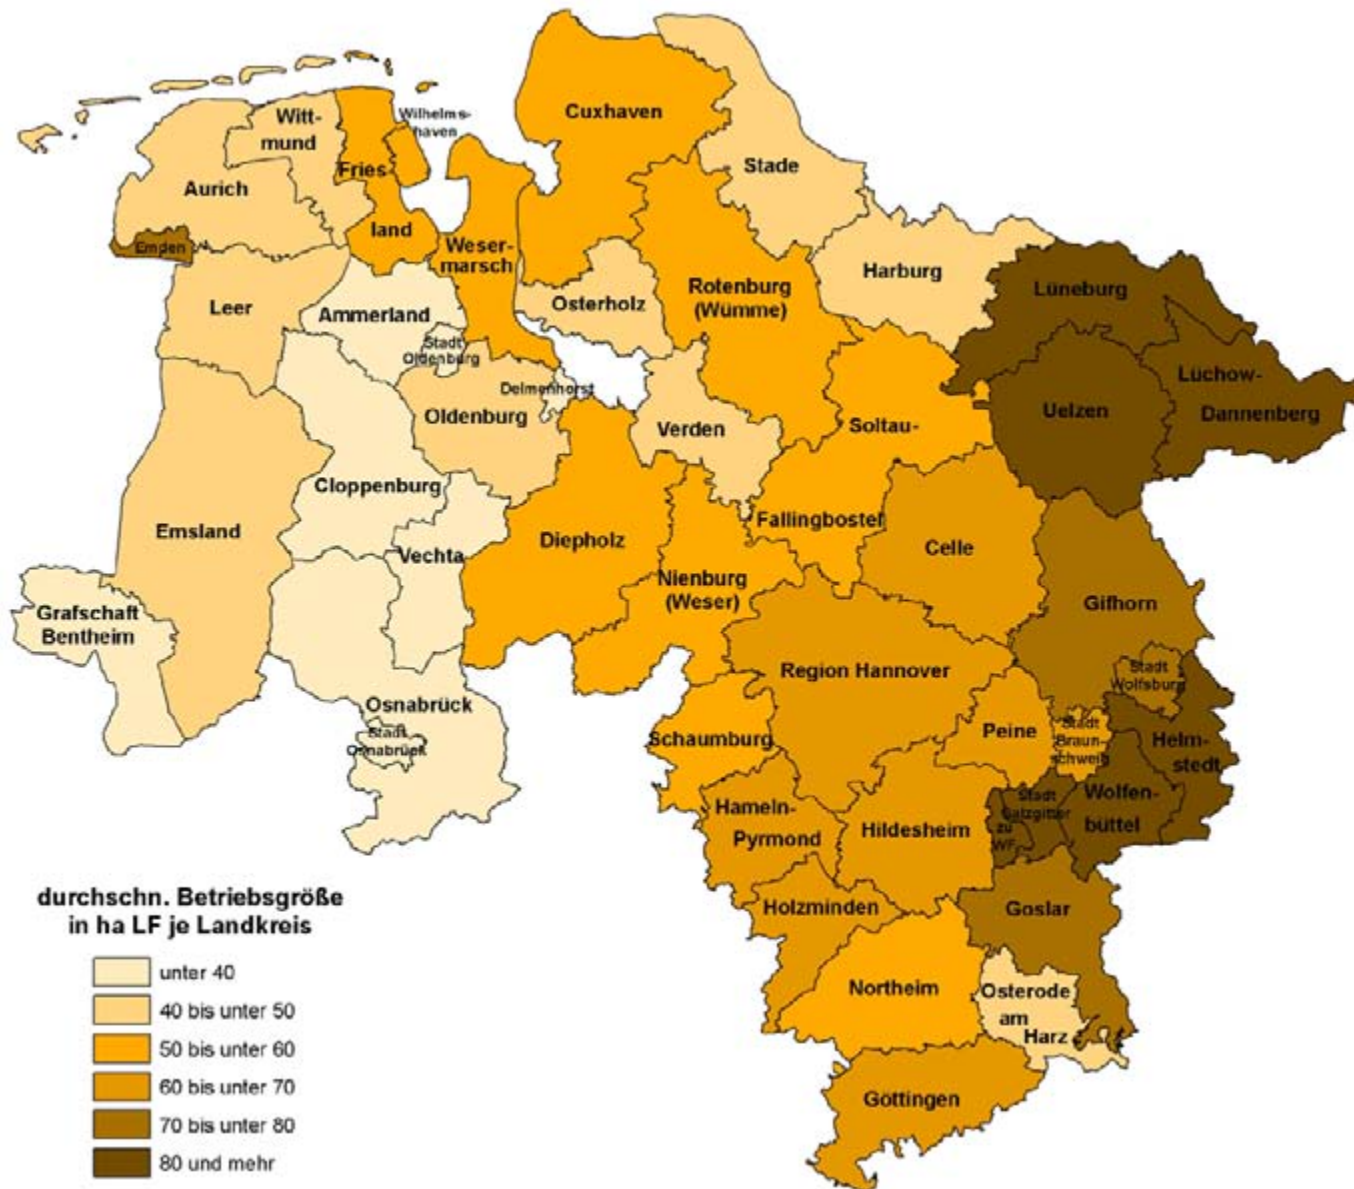 Cuxhaven
Wilhelms-
haven
Witt-
mund
Stade
Fries-
Aurich
land
Emden
Weser-
marsch
Harburg
Rotenburg
(Wümme)
Lüneburg
Osterholz
Leer
Ammerland
Stadt
Oldenburg
Delmenhorst
Lüchow-
Dannenberg
Uelzen
Oldenburg
Verden
Soltau-
Cloppenburg
Fallingbostel
Emsland
Diepholz
Celle
Vechta
Nienburg
(Weser)
Gifhorn
Grafschaft
Bentheim
Region Hannover
Stadt
Wolfsburg
Osnabrück
Stadt
Osnabrück
Schaumburg
Peine
Stadt
Braun-
schweig
Helm-
stedt
Hameln-
Pyrmond
Hildesheim
Stadt
Salzgitter
zu
WF
Wolfen-
büttel
Holzminden
Goslar
Northeim
Osterode
am
Harz
Göttingen
durchschn. Betriebsgröße
in ha LF je Landkreis
unter 40
40 bis unter 50
50 bis unter 60
60 bis unter 70
70 bis unter 80
80 und mehr